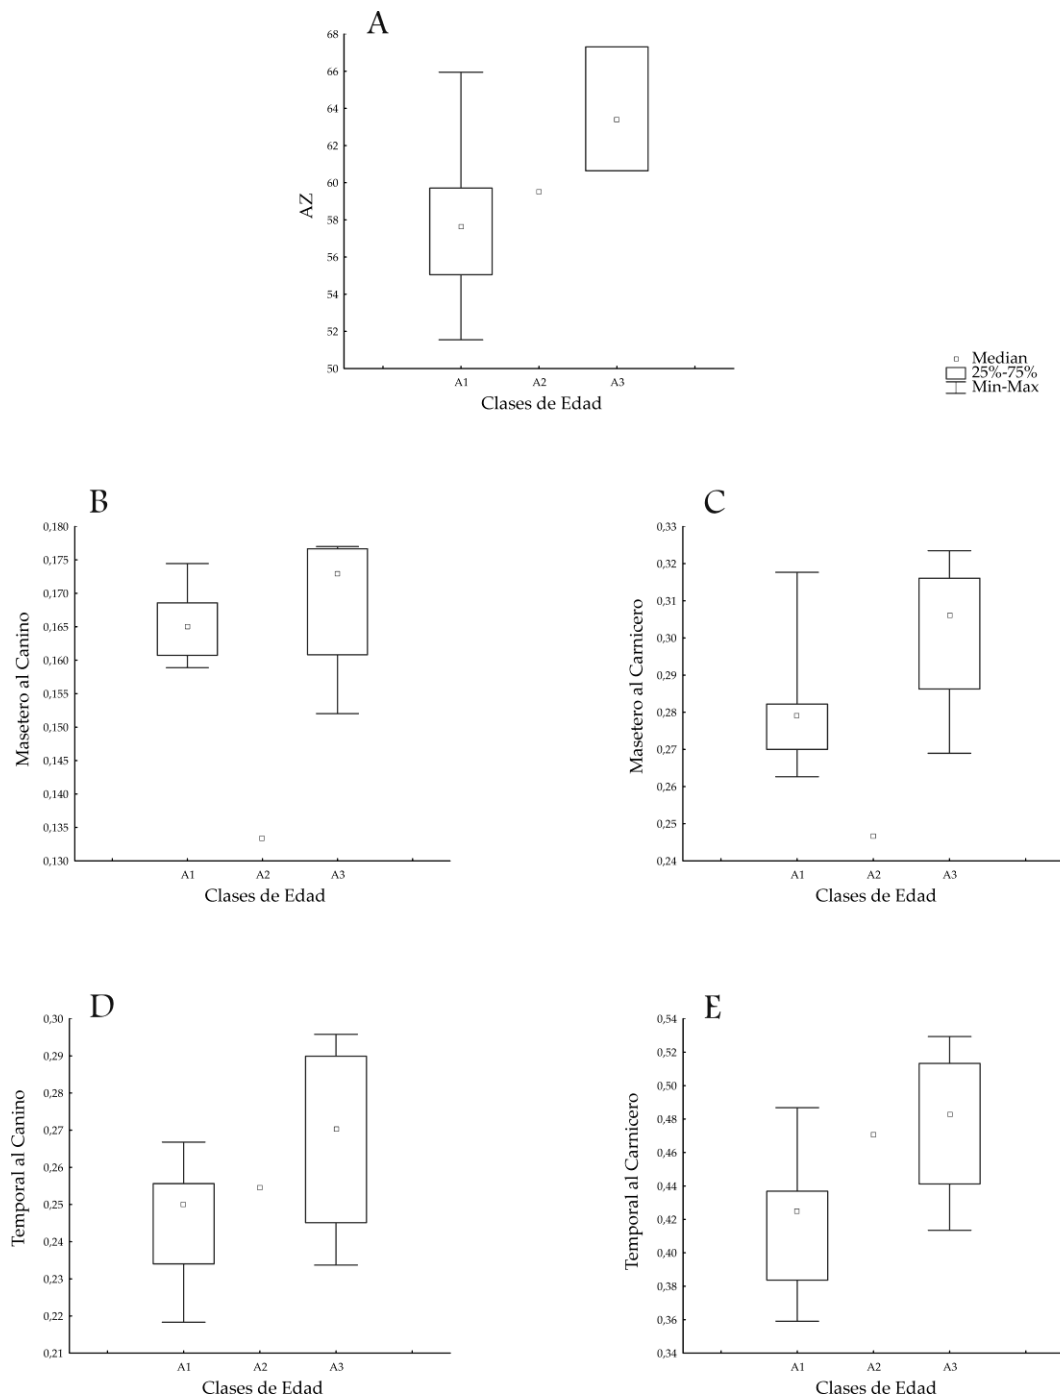 A
68
66
64
62
60
58
56
54
52
50
AZ
A1 A2 A3
Clases de Edad
Median
25%-75%
Min-Max
B
0,180
0,175
0,170
0,165
0,160
0,155
0,150
0,145
0,140
0,135
0,130
Masetero al Canino
A1 A2 A3
Clases de Edad
C
0,33
0,32
0,31
0,30
0,29
0,28
0,27
0,26
0,25
0,24
Masetero al Carnicero
A1 A2 A3
Clases de Edad
D
0,30
0,29
0,28
0,27
0,26
0,25
0,24
0,23
0,22
0,21
Temporal al Canino
A1 A2 A3
Clases de Edad
E
0,54
0,52
0,50
0,48
0,46
0,44
0,42
0,40
0,38
0,36
0,34
Temporal al Carnicero
A1 A2 A3
Clases de Edad